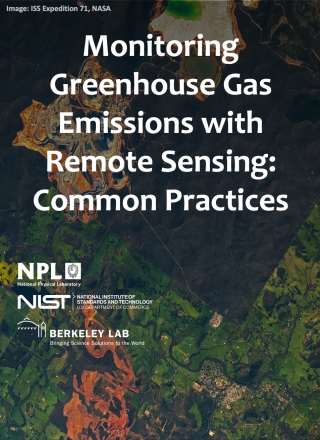 Image: ISS Expedition 71, NASA
Monitoring
Greenhouse Gas
Emissions with
Remote Sensing:
Common Practices
NPL
National Physical Laboratory
NIST
NATIONAL INSTITUTE OF
STANDARDS AND TECHNOLOGY
U.S. DEPARTMENT OF COMMERCE
BERKELEY LAB
Bringing Science Solutions to the World